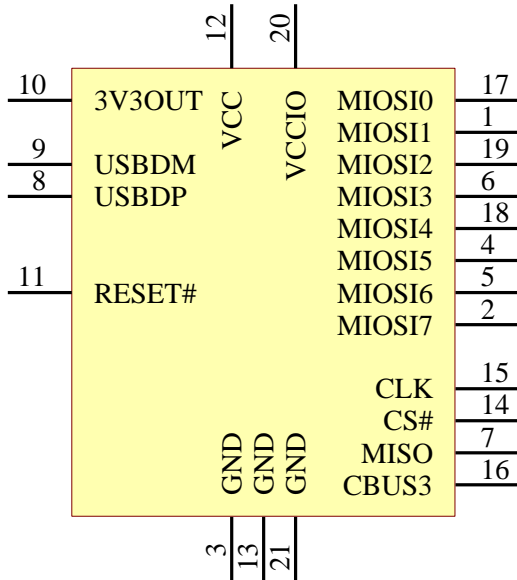 12
20
10 3V3OUT VCC VCCIO MIOSI0 17
MIOSI1 1
9 USBDM MIOSI2 19
8 USBDP MIOSI3 6
MIOSI4 18
MIOSI5 4
11 RESET# MIOSI6 5
MIOSI7 2
CLK 15
CS# 14
MISO 7
GND GND GND CBUS3 16
3 13 21